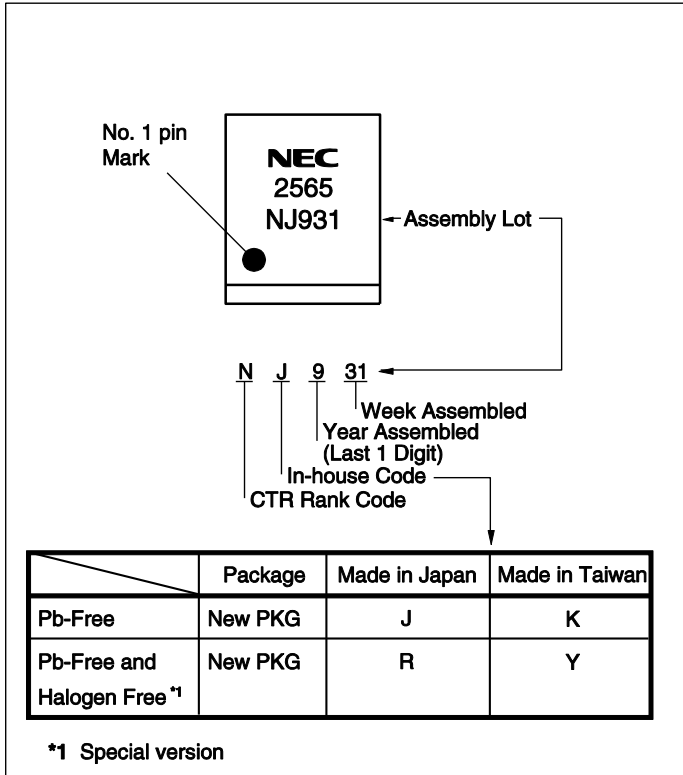 No. 1 pin
Mark
NEC
2565
NJ931
Assembly Lot
N J 9 31
Week Assembled
Year Assembled
(Last 1 Digit)
In-house Code
CTR Rank Code
Package Made in Japan Made in Taiwan
Pb-Free New PKG J K
Pb-Free and New PKG R Y
Halogen Free *1
*1 Special version